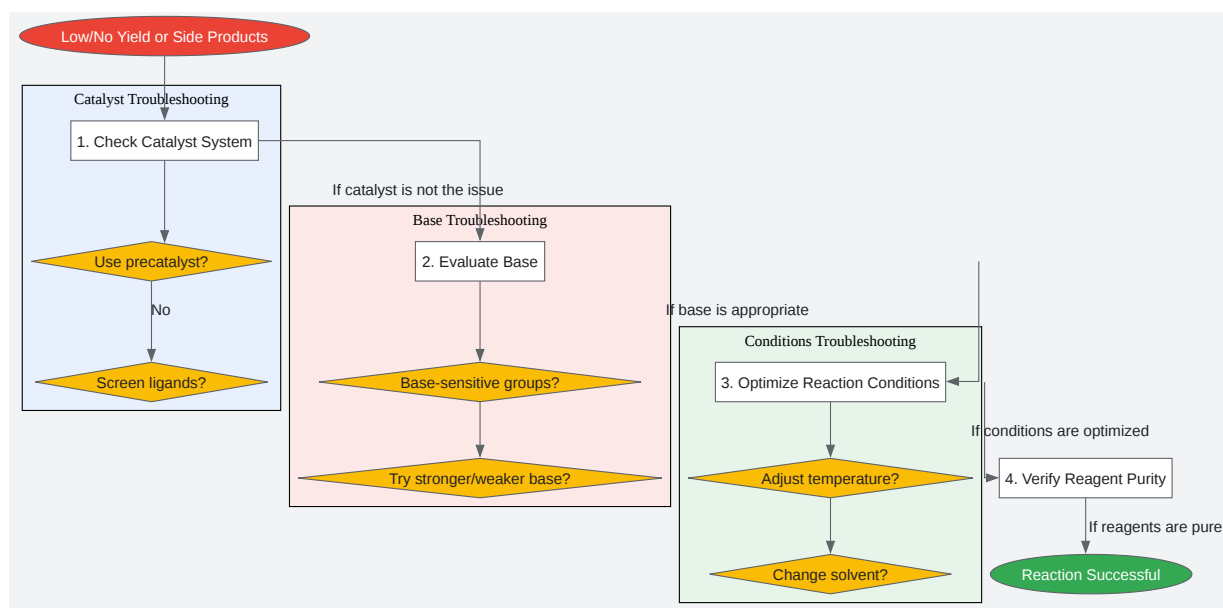 Low/No Yield or Side Products
Catalyst Troubleshooting
1. Check Catalyst System
If catalyst is not the issue
Use precatalyst?
No
Screen ligands?
Base Troubleshooting
2. Evaluate Base
If base is appropriate
Base-sensitive groups?
Try stronger/weaker base?
Conditions Troubleshooting
3. Optimize Reaction Conditions
If conditions are optimized
Adjust temperature?
Change solvent?
4. Verify Reagent Purity
If reagents are pure
Reaction Successful